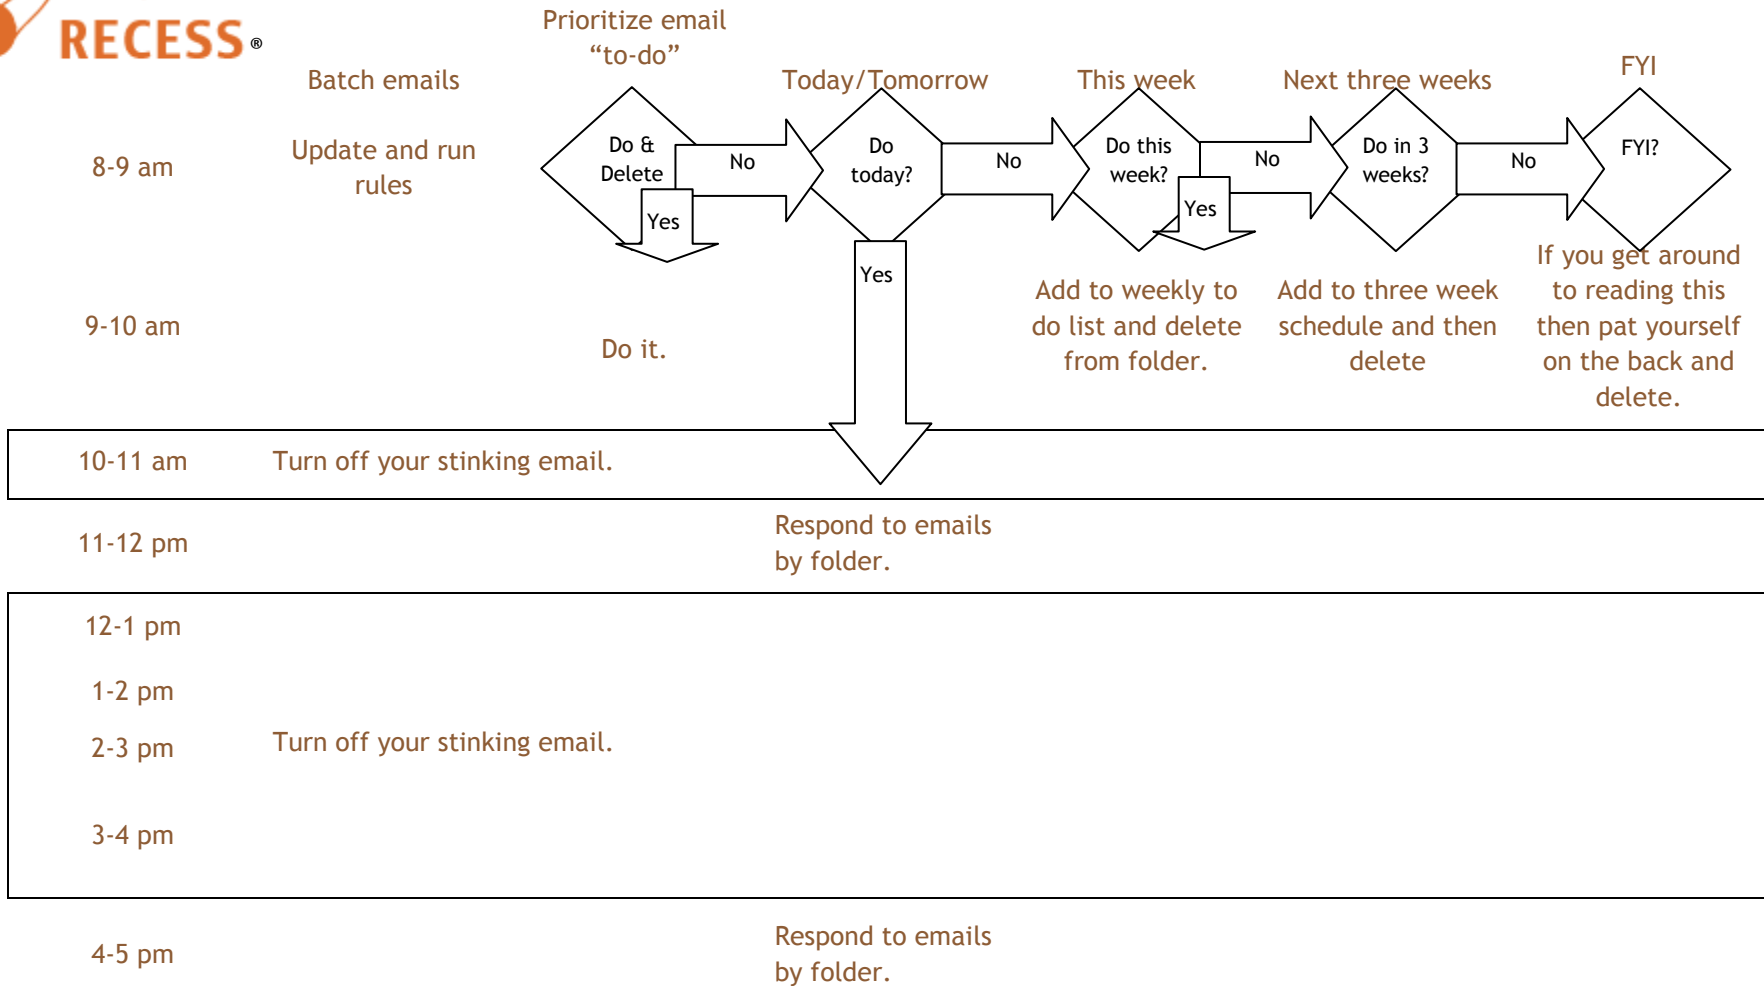 RECESS ®
Prioritize email
“to-do”
Batch emails
Today/Tomorrow
This week
Next three weeks
FYI
8-9 am
Update and run
rules
Do &
Delete
No
Yes
Do
today?
No
Yes
Do this
week?
No
Yes
Do in 3
weeks?
No
FYI?
9-10 am
Do it.
Add to weekly to
do list and delete
from folder.
Add to three week
schedule and then
delete
If you get around
to reading this
then pat yourself
on the back and
delete.
10-11 am
Turn off your stinking email.
11-12 pm
Respond to emails
by folder.
12-1 pm
1-2 pm
2-3 pm
Turn off your stinking email.
3-4 pm
4-5 pm
Respond to emails
by folder.